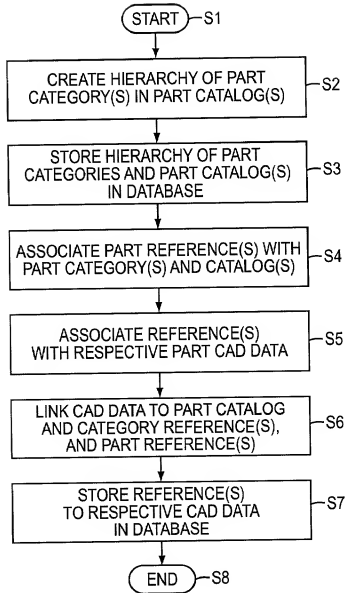 START S1
CREATE HIERARCHY OF PART
CATEGORY(S) IN PART CATALOG(S)
S2
STORE HIERARCHY OF PART
CATEGORIES AND PART CATALOG(S)
IN DATABASE
S3
ASSOCIATE PART REFERENCE(S) WITH
PART CATEGORY(S) AND CATALOG(S)
S4
ASSOCIATE REFERENCE(S)
WITH RESPECTIVE PART CAD DATA
S5
LINK CAD DATA TO PART CATALOG
AND CATEGORY REFERENCE(S),
AND PART REFERENCE(S)
S6
STORE REFERENCE(S)
TO RESPECTIVE CAD DATA
IN DATABASE
S7
END S8